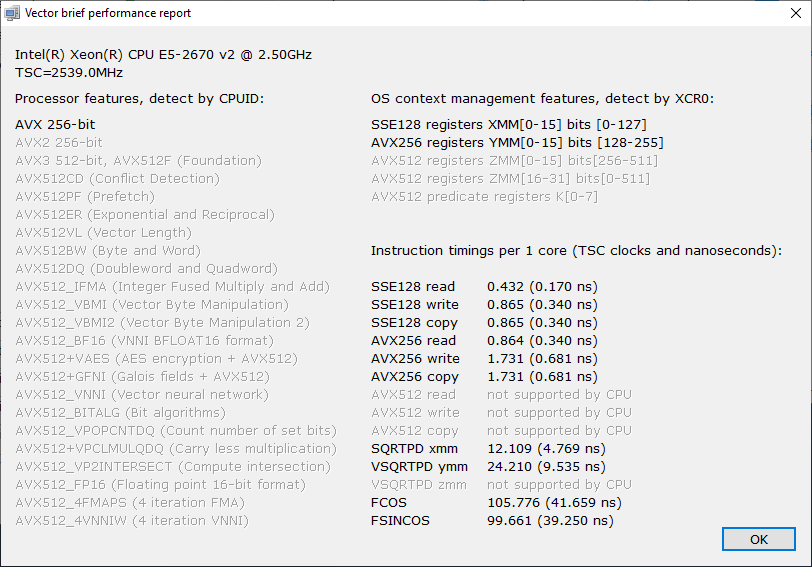 Vector brief performance report
Intel(R) Xeon(R) CPU E5-2670 v2 @ 2.50GHz
TSC=2539.0MHz
Processor features, detect by CPUID:
AVX 256-bit
AVX2 256-bit
AVX3 512-bit, AVX512F (Foundation)
AVX512CD (Conflict Detection)
AVX512PF (Prefetch)
AVX512ER (Exponential and Reciprocal)
AVX512VL (Vector Length)
AVX512BW (Byte and Word)
AVX512DQ (Doubleword and Quadword)
AVX512_IFMA (Integer Fused Multiply and Add)
AVX512_VBMI (Vector Byte Manipulation)
AVX512_VBMI2 (Vector Byte Manipulation 2)
AVX512_BF16 (VNNI BFLOAT16 format)
AVX512+VAES (AES encryption + AVX512)
AVX512+GFNI (Galois fields + AVX512)
AVX512_VNNI (Vector neural network)
AVX512_BITALG (Bit algorithms)
AVX512_VPOPCNTDQ (Count number of set bits)
AVX512+VPCLMULQDQ (Carry less multiplication)
AVX512_VP2INTERSECT (Compute intersection)
AVX512_FP16 (Floating point 16-bit format)
AVX512_4FMAPS (4 iteration FMA)
AVX512_4VNNIW (4 iteration VNNI)
OS context management features, detect by XCR0:
SSE128 registers XMM[0-15] bits [0-127]
AVX256 registers YMM[0-15] bits [128-255]
AVX512 registers ZMM[0-15] bits[256-511]
AVX512 registers ZMM[16-31] bits[0-511]
AVX512 predicate registers K[0-7]
Instruction timings per 1 core (TSC clocks and nanoseconds):
SSE128 read 0.432 (0.170 ns)
SSE128 write 0.865 (0.340 ns)
SSE128 copy 0.865 (0.340 ns)
AVX256 read 0.864 (0.340 ns)
AVX256 write 1.731 (0.681 ns)
AVX256 copy 1.731 (0.681 ns)
AVX512 read not supported by CPU
AVX512 write not supported by CPU
AVX512 copy not supported by CPU
SQRTPD xmm 12.109 (4.769 ns)
VSQRTPD ymm 24.210 (9.535 ns)
VSQRTPD zmm not supported by CPU
FCOS 105.776 (41.659 ns)
FSINCOS 99.661 (39.250 ns)
OK